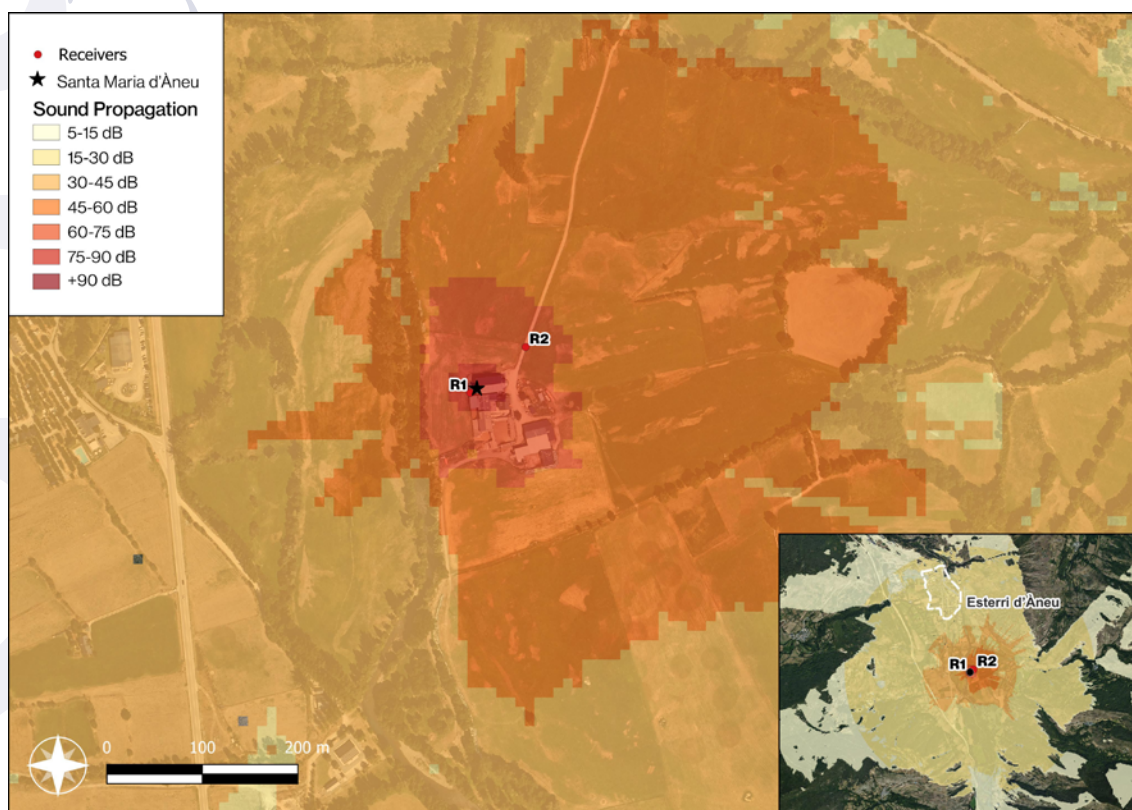 Receivers
Santa Maria d'Àneu
Sound Propagation
5-15 dB
15-30 dB
30-45 dB
45-60 dB
60-75 dB
75-90 dB
+90 dB
R2
R1
Esterri d'Àneu
R1 R2
0 100 200 m